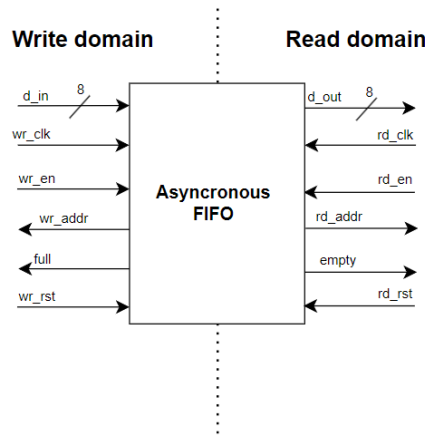 Write domain
Read domain
d_in
8
wr_clk
wr_en
wr_addr
full
wr_rst
Asyncronous
FIFO
d_out
8
rd_clk
rd_en
rd_addr
empty
rd_rst